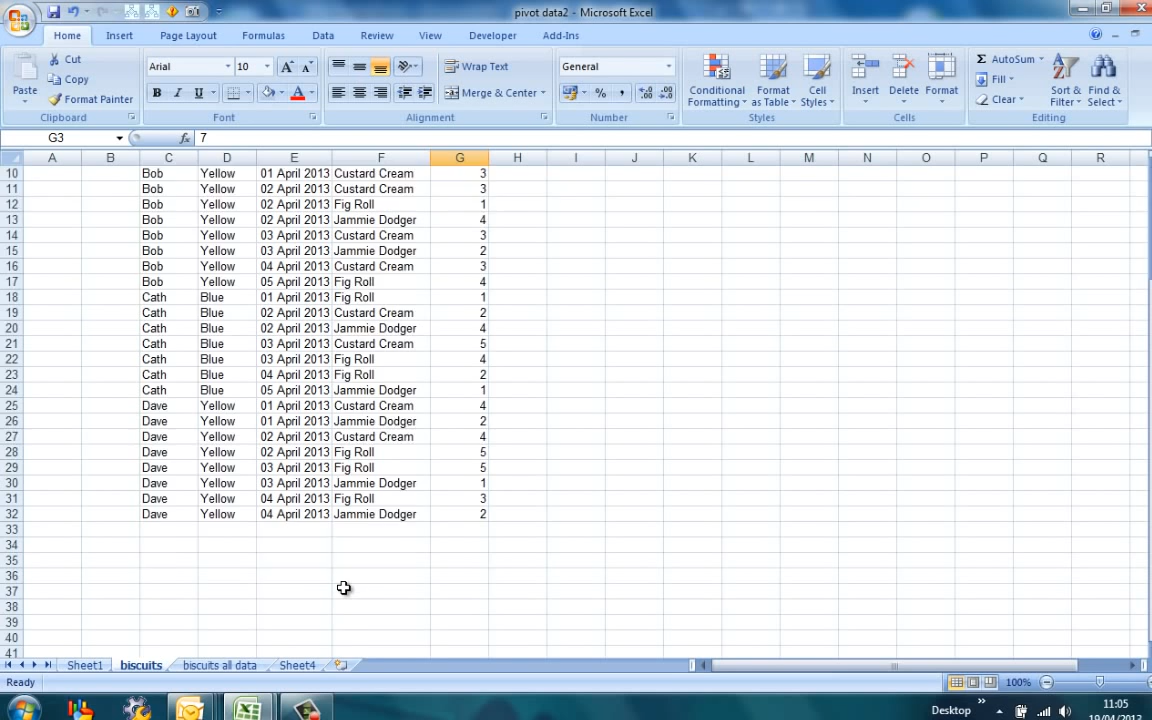 pivot data2 - Microsoft Excel
Home Insert Page Layout Formulas Data Review View Developer Add-Ins
Paste Cut Copy Format Painter Clipboard
Arial 10 A A B I U A Font
Wrap Text Merge & Center Alignment
General % , .0 .00 .00 .0 Number
Conditional Formatting Format as Table Cell Styles Styles
Insert Delete Format Cells
Σ AutoSum Fill Clear Sort & Filter Find & Select Editing
G3 fx 7
A B C D E F G H I J K L M N O P Q R
10 Bob Yellow 01 April 2013 Custard Cream 3
11 Bob Yellow 02 April 2013 Custard Cream 3
12 Bob Yellow 02 April 2013 Fig Roll 1
13 Bob Yellow 02 April 2013 Jammie Dodger 4
14 Bob Yellow 03 April 2013 Custard Cream 3
15 Bob Yellow 03 April 2013 Jammie Dodger 2
16 Bob Yellow 04 April 2013 Custard Cream 3
17 Bob Yellow 05 April 2013 Fig Roll 4
18 Cath Blue 01 April 2013 Fig Roll 1
19 Cath Blue 02 April 2013 Custard Cream 2
20 Cath Blue 02 April 2013 Jammie Dodger 4
21 Cath Blue 03 April 2013 Custard Cream 5
22 Cath Blue 03 April 2013 Fig Roll 4
23 Cath Blue 04 April 2013 Fig Roll 2
24 Cath Blue 05 April 2013 Jammie Dodger 1
25 Dave Yellow 01 April 2013 Custard Cream 4
26 Dave Yellow 01 April 2013 Jammie Dodger 2
27 Dave Yellow 02 April 2013 Custard Cream 4
28 Dave Yellow 02 April 2013 Fig Roll 5
29 Dave Yellow 03 April 2013 Fig Roll 5
30 Dave Yellow 03 April 2013 Jammie Dodger 1
31 Dave Yellow 04 April 2013 Fig Roll 3
32 Dave Yellow 04 April 2013 Jammie Dodger 2
33
34
35
36
37
38
39
40
41
Sheet1 biscuits biscuits all data Sheet4
Ready 100%
Desktop » 11:05
19/04/2013